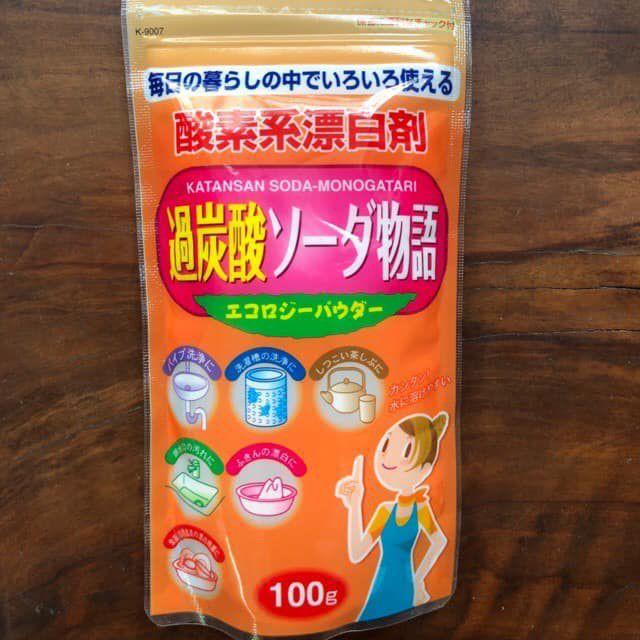 K-9007
毎日の暮らしの中でいろいろ使える
酸素系漂白剤
KATANSAN SODA-MONOGATARI
過炭酸ソーダ物語
エコロジーパウダー
パイプ洗浄に
洗濯槽の洗浄に
しつこい茶しぶに
カンタン!
水に溶けやすい
ふきんの漂白に
100g